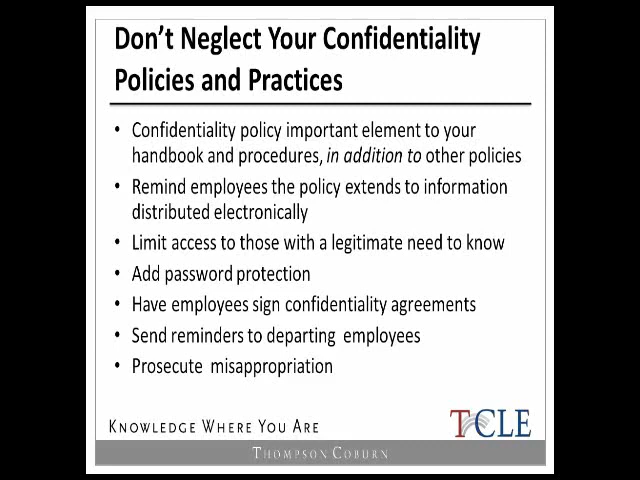 Don't Neglect Your Confidentiality
Policies and Practices
• Confidentiality policy important element to your
handbook and procedures, in addition to other policies
• Remind employees the policy extends to information
distributed electronically
• Limit access to those with a legitimate need to know
• Add password protection
• Have employees sign confidentiality agreements
• Send reminders to departing employees
• Prosecute misappropriation
KNOWLEDGE WHERE YOU ARE
TCLE
THOMPSON COBURN